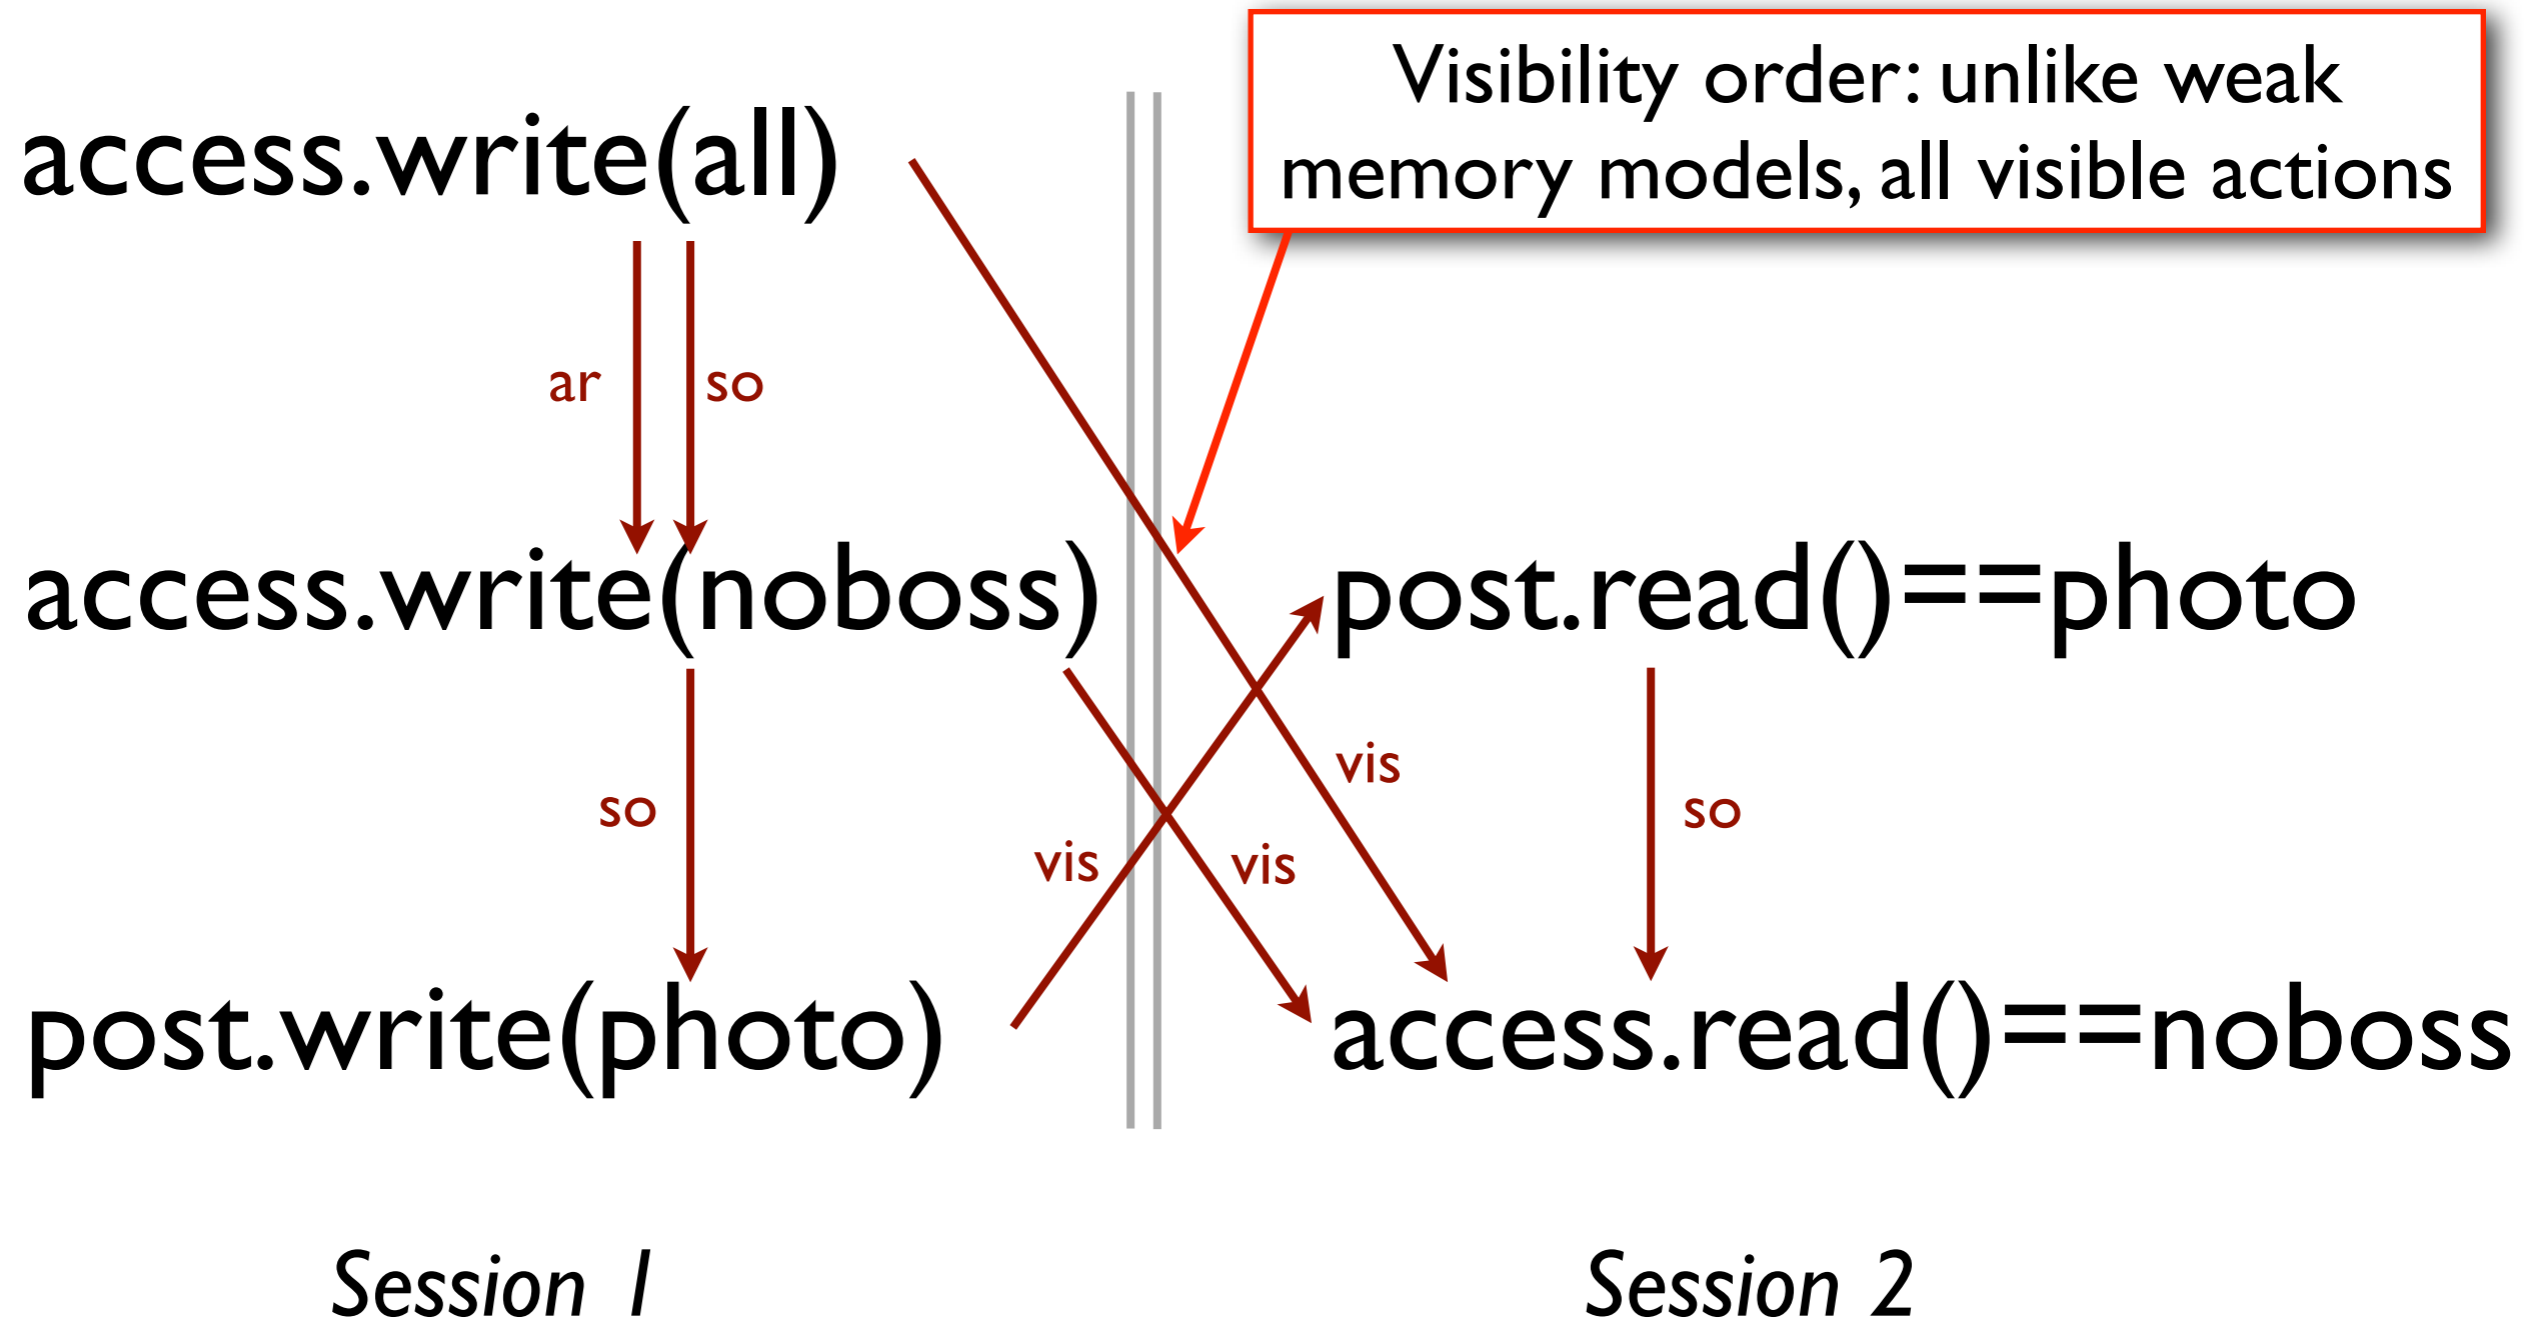 Visibility order: unlike weak
memory models, all visible actions
access.write(all)
ar
so
access.write(noboss)
post.read()==photo
vis
so
so
vis
vis
post.write(photo)
access.read()==noboss
Session 1
Session 2